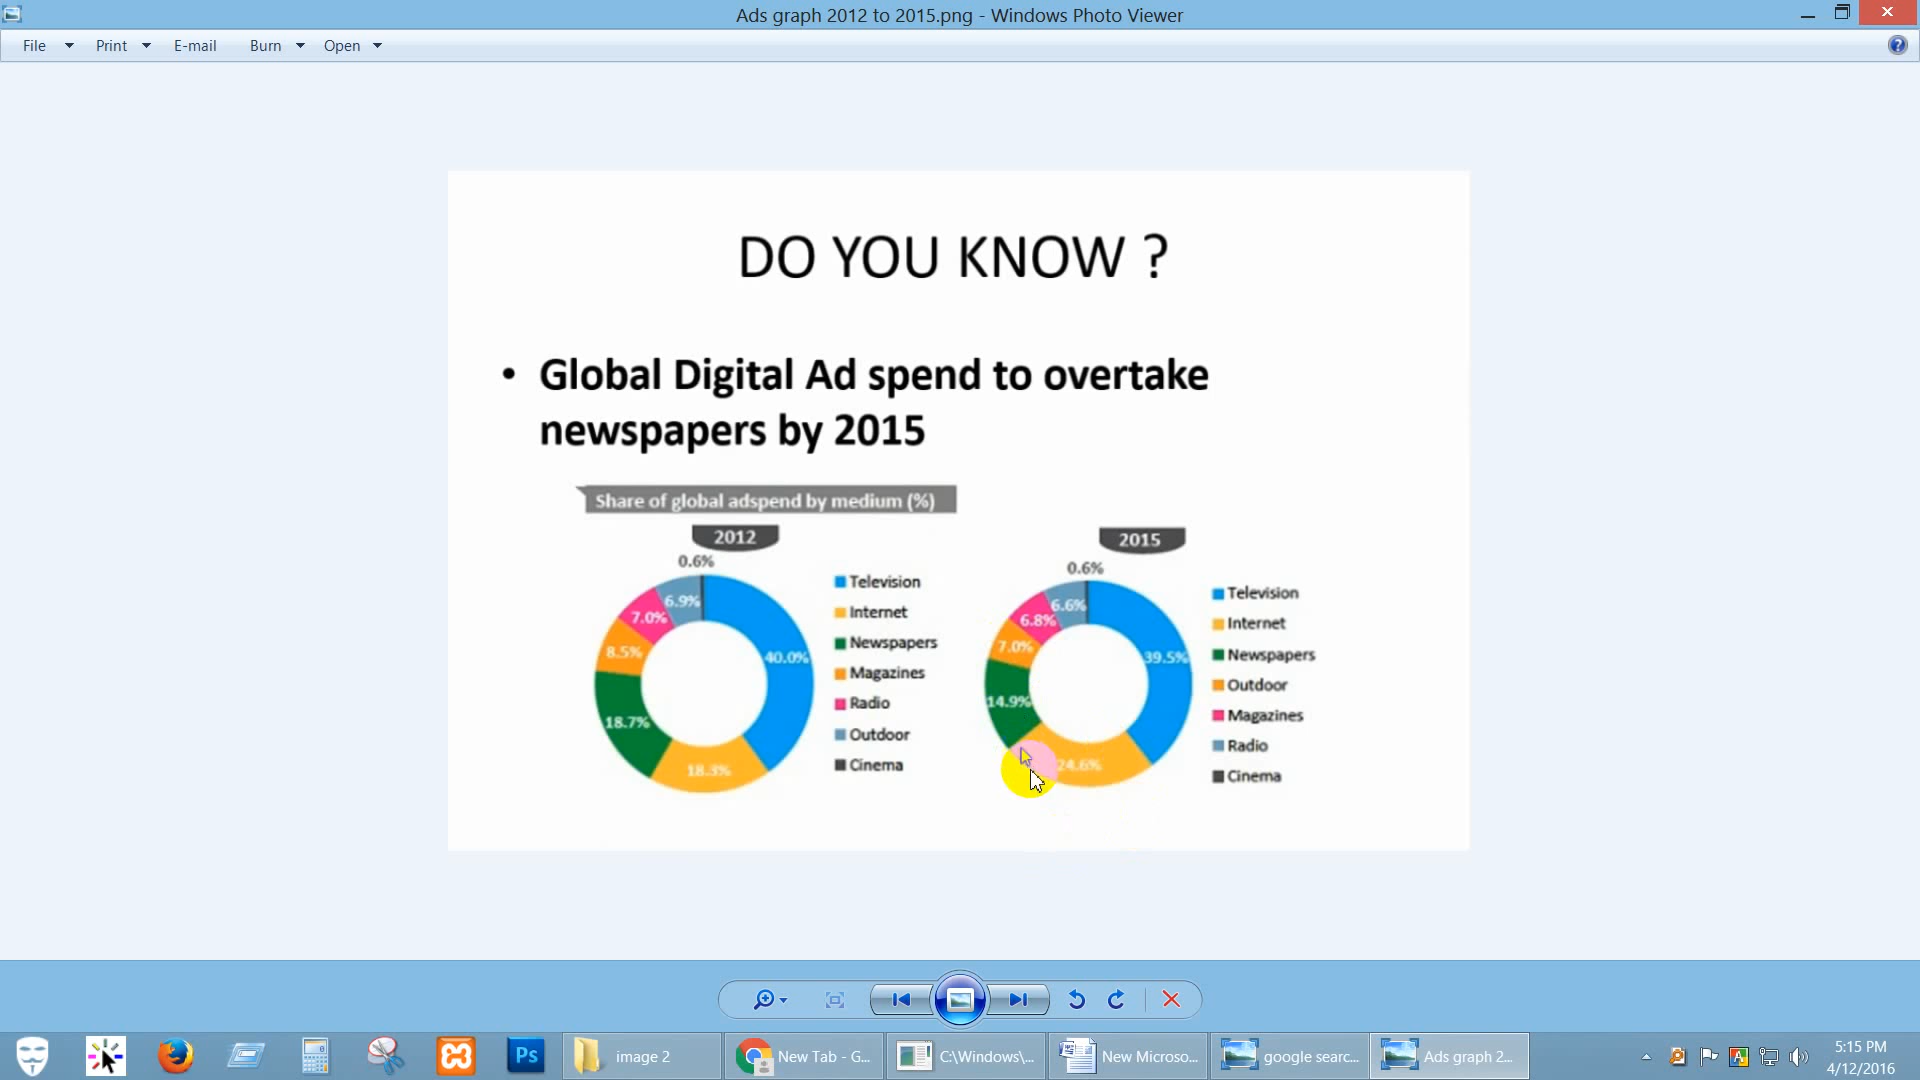 Ads graph 2012 to 2015.png - Windows Photo Viewer
File Print E-mail Burn Open
DO YOU KNOW ?
• Global Digital Ad spend to overtake
newspapers by 2015
Share of global adspend by medium (%)
2012
0.6%
6.9%
7.0%
8.5%
40.0%
18.7%
18.3%
Television
Internet
Newspapers
Magazines
Radio
Outdoor
Cinema
2015
0.6%
6.6%
6.8%
7.0%
39.5%
14.9%
24.6%
Television
Internet
Newspapers
Outdoor
Magazines
Radio
Cinema
Ps
image 2
New Tab - G...
C:\Windows\...
New Microso...
google searc...
Ads graph 2...
5:15 PM
4/12/2016